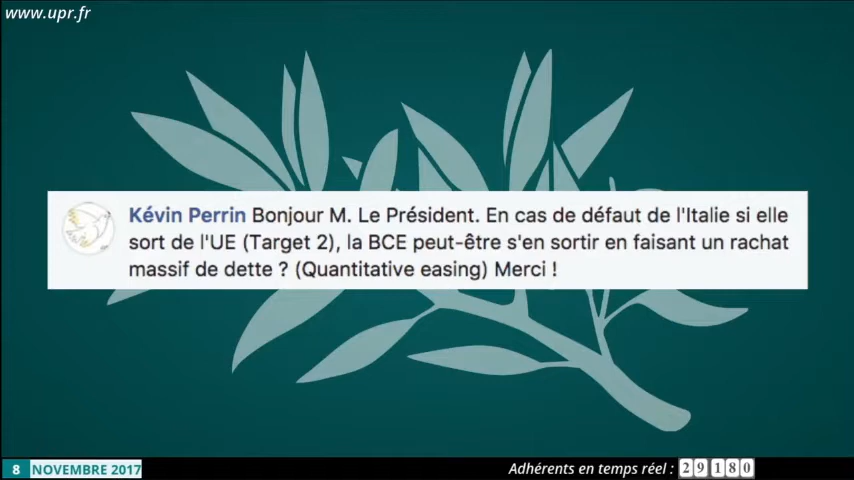 www.upr.fr
Kévin Perrin Bonjour M. Le Président. En cas de défaut de l'Italie si elle
sort de l'UE (Target 2), la BCE peut-être s'en sortir en faisant un rachat
massif de dette ? (Quantitative easing) Merci !
8 NOVEMBRE 2017 Adhérents en temps réel : 29180